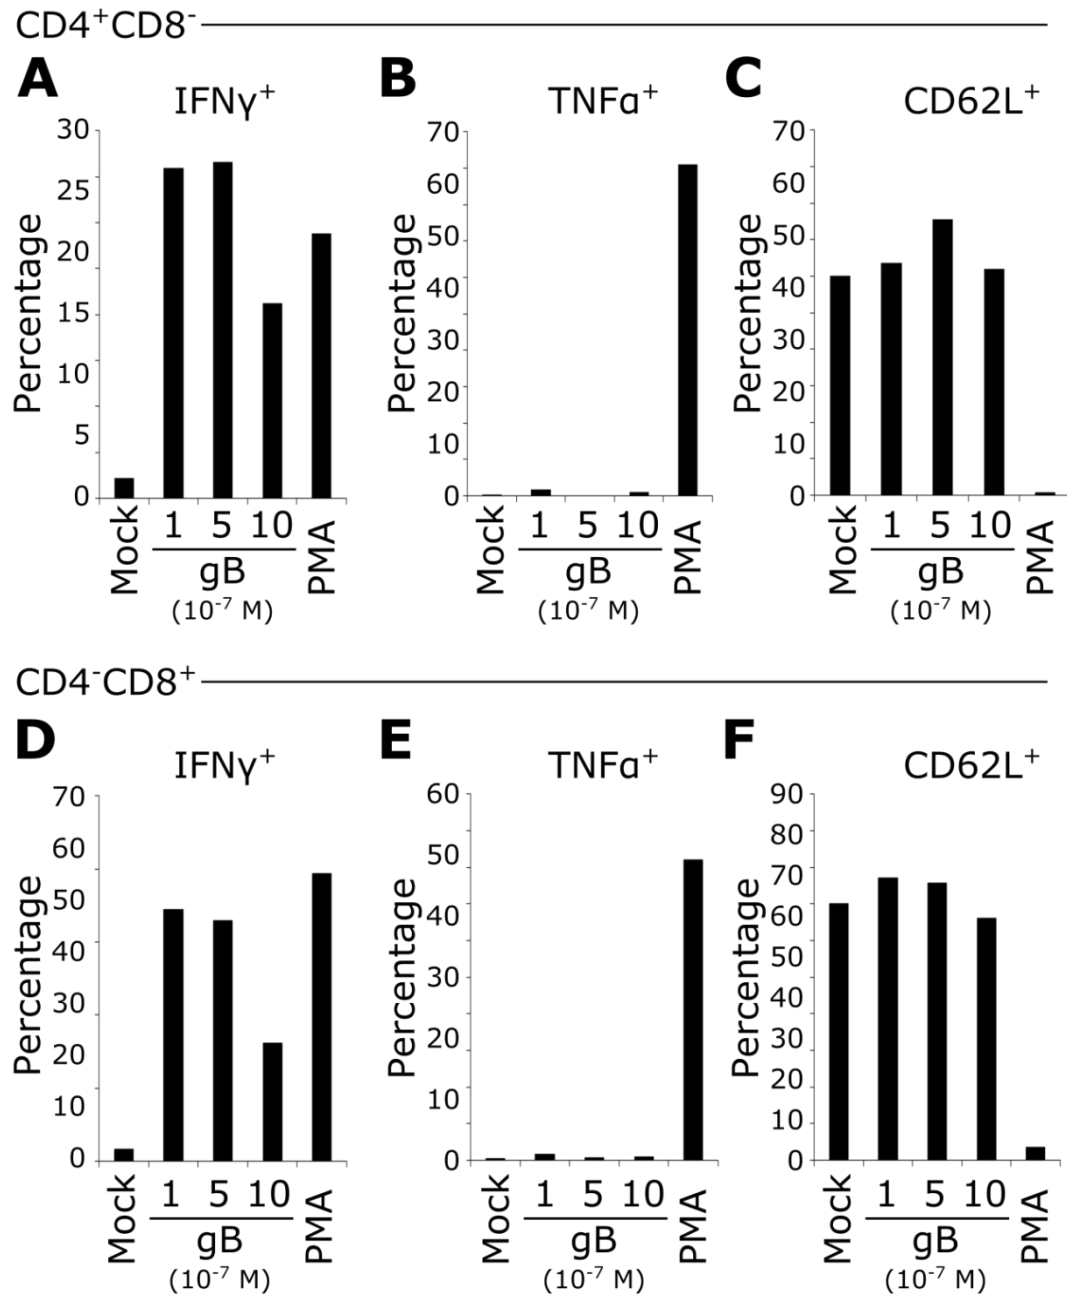 CD4⁺CD8⁻
A B C
IFNγ⁺ TNFα⁺ CD62L⁺
Percentage
30
25
20
15
10
5
0
Mock 1 5 10 PMA
gB
(10⁻⁷ M)
Percentage
70
60
50
40
30
20
10
0
Mock 1 5 10 PMA
gB
(10⁻⁷ M)
Percentage
70
60
50
40
30
20
10
0
Mock 1 5 10 PMA
gB
(10⁻⁷ M)
CD4⁻CD8⁺
D E F
IFNγ⁺ TNFα⁺ CD62L⁺
Percentage
70
60
50
40
30
20
10
0
Mock 1 5 10 PMA
gB
(10⁻⁷ M)
Percentage
60
50
40
30
20
10
0
Mock 1 5 10 PMA
gB
(10⁻⁷ M)
Percentage
90
80
70
60
50
40
30
20
10
0
Mock 1 5 10 PMA
gB
(10⁻⁷ M)